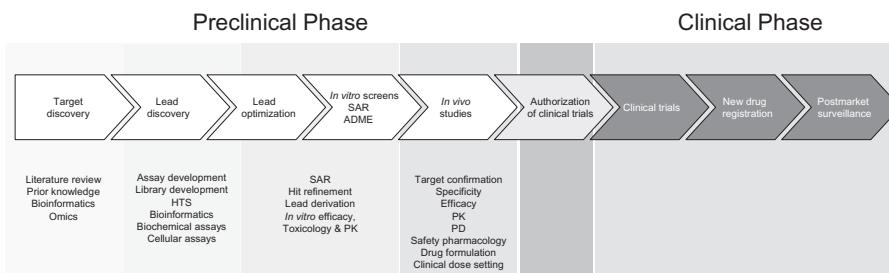 Preclinical Phase
Clinical Phase
Target
discovery
Lead
discovery
Lead
optimization
In vitro screens
SAR
ADME
In vivo
studies
Authorization
of clinical trials
Clinical trials
New drug
registration
Postmarket
surveillance
Literature review
Prior knowledge
Bioinformatics
Omics
Assay development
Library development
HTS
Bioinformatics
Biochemical assays
Cellular assays
SAR
Hit refinement
Lead derivation
In vitro efficacy,
Toxicology & PK
Target confirmation
Specificity
Efficacy
PK
PD
Safety pharmacology
Drug formulation
Clinical dose setting